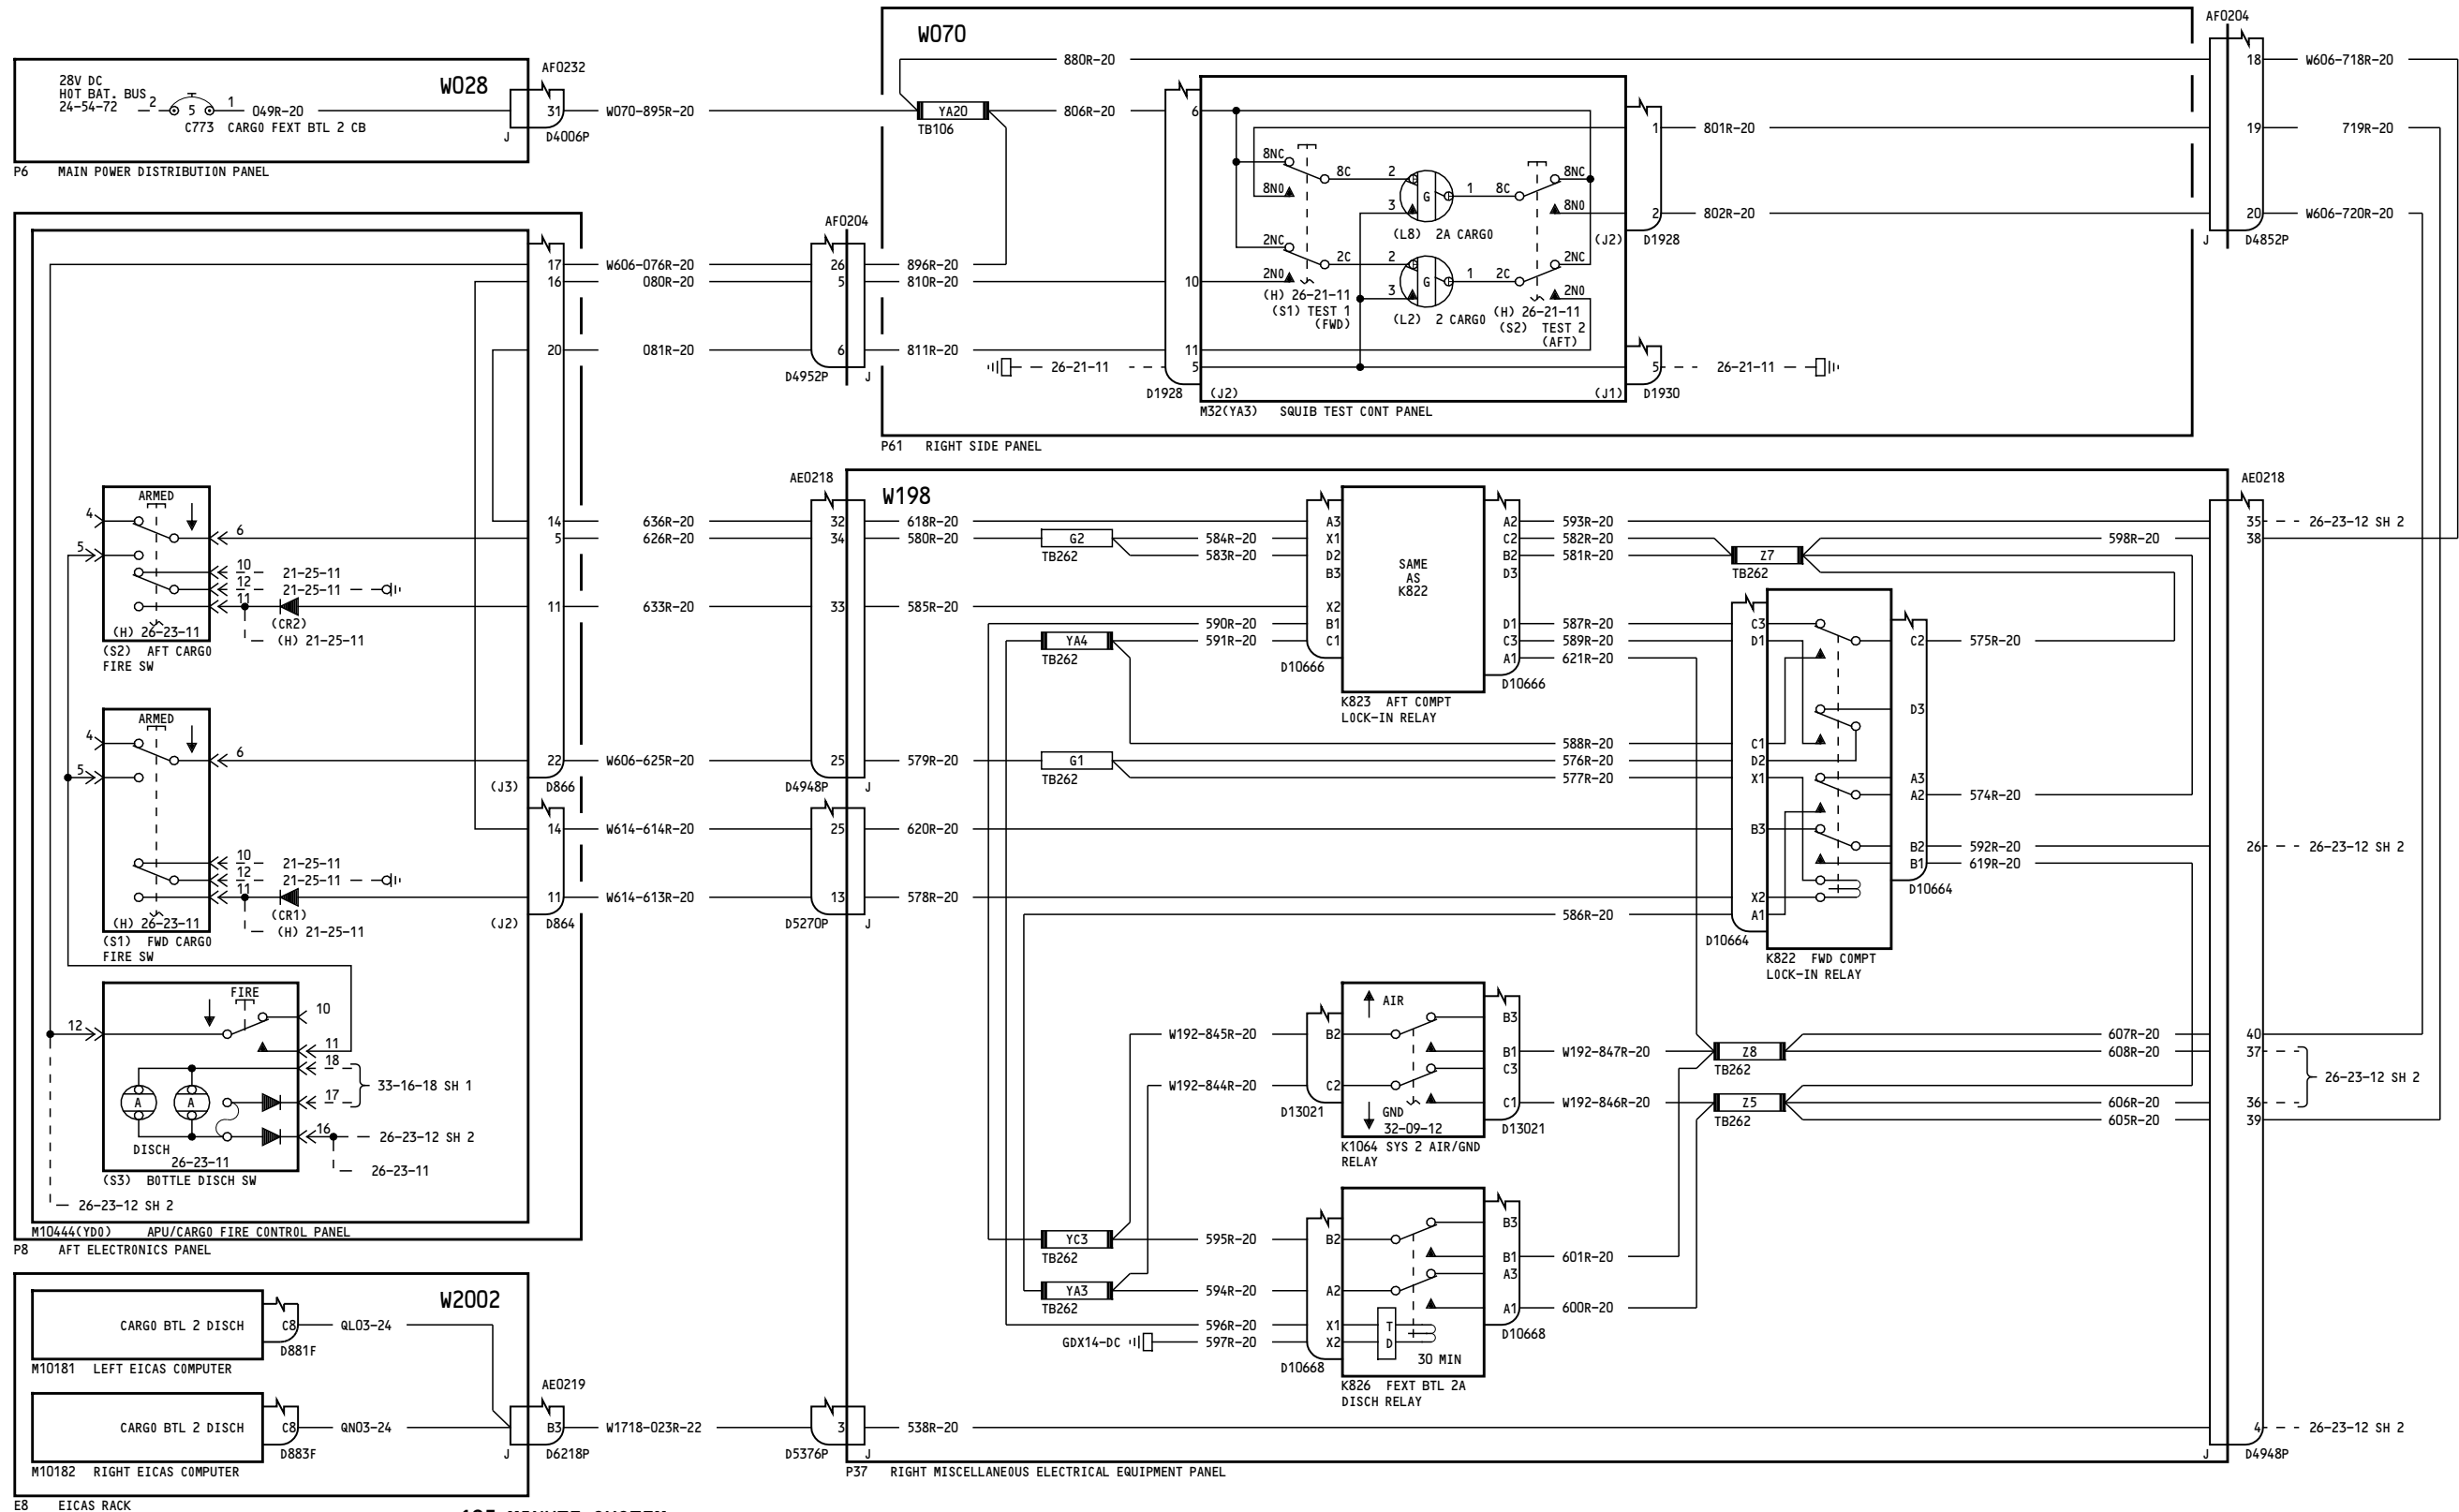 W028
28V DC
HOT BAT. BUS
24-54-72
2
5
1
049R-20
C773 CARGO FEXT BTL 2 CB
AF0232
31
J
D4006P
W070-895R-20
P6 MAIN POWER DISTRIBUTION PANEL
W070
880R-20
YA20
TB106
806R-20
6
8NC
8NO
8C
2
3
G
1
8C
8NC
8NO
(L8) 2A CARGO
2NC
2NO
2C
2
3
G
1
2C
2NC
2NO
(L2) 2 CARGO
(H) 26-21-11
(S1) TEST 1
(FWD)
(H) 26-21-11
(S2) TEST 2
(AFT)
10
11
5
D1928
(J2)
(J1)
M32(YA3) SQUIB TEST CONT PANEL
1
2
(J2)
D1928
801R-20
802R-20
5
D1930
26-21-11
26-21-11
AF0204
18
19
20
J
D4852P
W606-718R-20
719R-20
W606-720R-20
P61 RIGHT SIDE PANEL
17
16
20
W606-076R-20
080R-20
081R-20
AF0204
26
5
6
D4952P
J
896R-20
810R-20
811R-20
ARMED
4
5
6
10
12
11
21-25-11
21-25-11
(CR2)
(H) 21-25-11
(H) 26-23-11
(S2) AFT CARGO
FIRE SW
ARMED
4
5
6
10
12
11
21-25-11
21-25-11
(CR1)
(H) 21-25-11
(H) 26-23-11
(S1) FWD CARGO
FIRE SW
14
5
11
22
(J3)
D866
14
11
(J2)
D864
636R-20
626R-20
633R-20
W606-625R-20
W614-614R-20
W614-613R-20
FIRE
10
12
11
18
17
16
A
A
DISCH
26-23-11
33-16-18 SH 1
26-23-12 SH 2
26-23-11
(S3) BOTTLE DISCH SW
26-23-12 SH 2
M10444(YD0) APU/CARGO FIRE CONTROL PANEL
P8 AFT ELECTRONICS PANEL
AE0218
32
34
33
25
D4948P
J
25
13
D5270P
J
W198
618R-20
580R-20
585R-20
579R-20
620R-20
578R-20
G2
TB262
584R-20
583R-20
590R-20
591R-20
YA4
TB262
G1
TB262
A3
X1
D2
B3
X2
B1
C1
D10666
SAME
AS
K822
K823 AFT COMPT
LOCK-IN RELAY
A2
C2
B2
D3
D1
C3
A1
D10666
593R-20
582R-20
581R-20
587R-20
589R-20
621R-20
588R-20
576R-20
577R-20
586R-20
Z7
TB262
598R-20
C3
D1
C1
D2
X1
B3
X2
A1
D10664
K822 FWD COMPT
LOCK-IN RELAY
C2
D3
A3
A2
B2
B1
D10664
575R-20
574R-20
592R-20
619R-20
AE0218
35
38
26
40
37
36
39
4
J
D4948P
26-23-12 SH 2
26-23-12 SH 2
26-23-12 SH 2
26-23-12 SH 2
W192-845R-20
W192-844R-20
B2
C2
D13021
AIR
GND
32-09-12
K1064 SYS 2 AIR/GND
RELAY
B3
B1
C3
C1
D13021
W192-847R-20
W192-846R-20
Z8
TB262
Z5
TB262
607R-20
608R-20
606R-20
605R-20
YC3
TB262
YA3
TB262
595R-20
594R-20
596R-20
597R-20
GDX14-DC
B2
A2
X1
X2
D10668
T
D
30 MIN
K826 FEXT BTL 2A
DISCH RELAY
B3
B1
A3
A1
D10668
601R-20
600R-20
W2002
CARGO BTL 2 DISCH
C8
D881F
QL03-24
M10181 LEFT EICAS COMPUTER
CARGO BTL 2 DISCH
C8
D883F
QN03-24
M10182 RIGHT EICAS COMPUTER
AE0219
B3
J
D6218P
W1718-023R-22
3
D5376P
J
538R-20
P37 RIGHT MISCELLANEOUS ELECTRICAL EQUIPMENT PANEL
E8 EICAS RACK